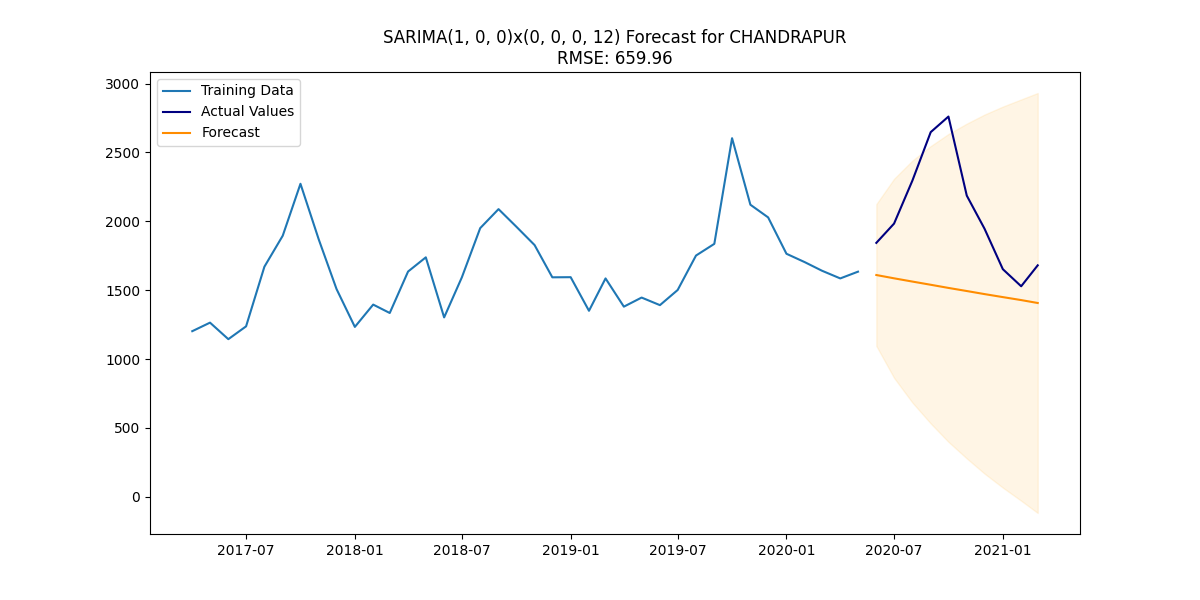 SARIMA(1, 0, 0)x(0, 0, 0, 12) Forecast for CHANDRAPUR
RMSE: 659.96
Training Data
Actual Values
Forecast
3000
2500
2000
1500
1000
500
0
2017-07 2018-01 2018-07 2019-01 2019-07 2020-01 2020-07 2021-01